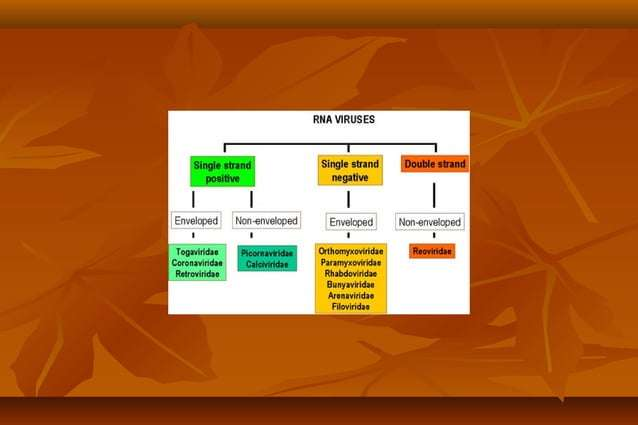 RNA VIRUSES
Single strand
positive
Single strand
negative
Double strand
Enveloped
Non-enveloped
Enveloped
Non-enveloped
Togaviridae
Coronaviridae
Retroviridae
Picornaviridae
Calciviridae
Orthomyxoviridae
Paramyxoviridae
Rhabdoviridae
Bunyaviridae
Arenaviridae
Filoviridae
Reoviridae